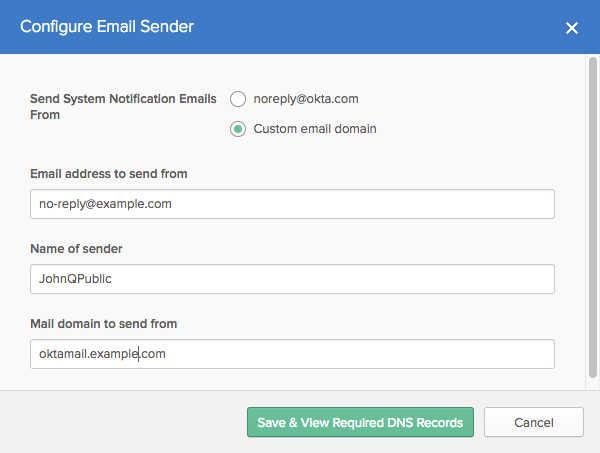 Configure Email Sender
Send System Notification Emails
From
noreply@okta.com
Custom email domain
Email address to send from
no-reply@example.com
Name of sender
JohnQPublic
Mail domain to send from
oktamail.example.com
Save & View Required DNS Records
Cancel